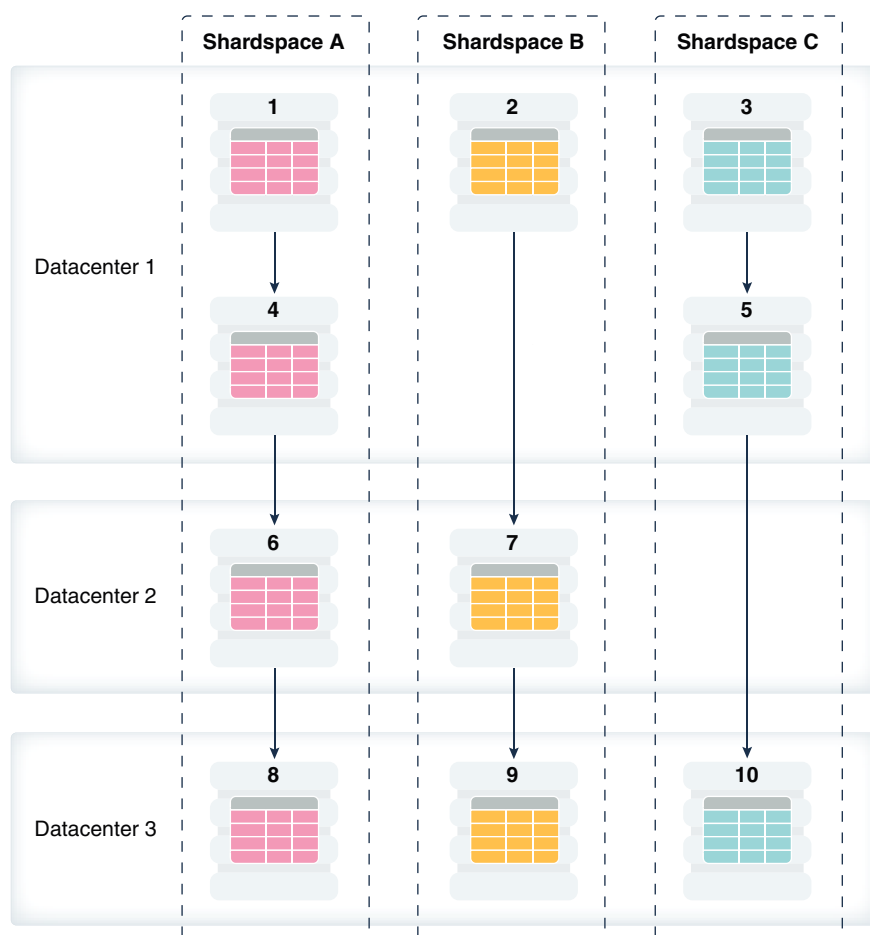 Shardspace A
Shardspace B
Shardspace C
1
2
3
Datacenter 1
4
5
6
7
Datacenter 2
8
9
10
Datacenter 3